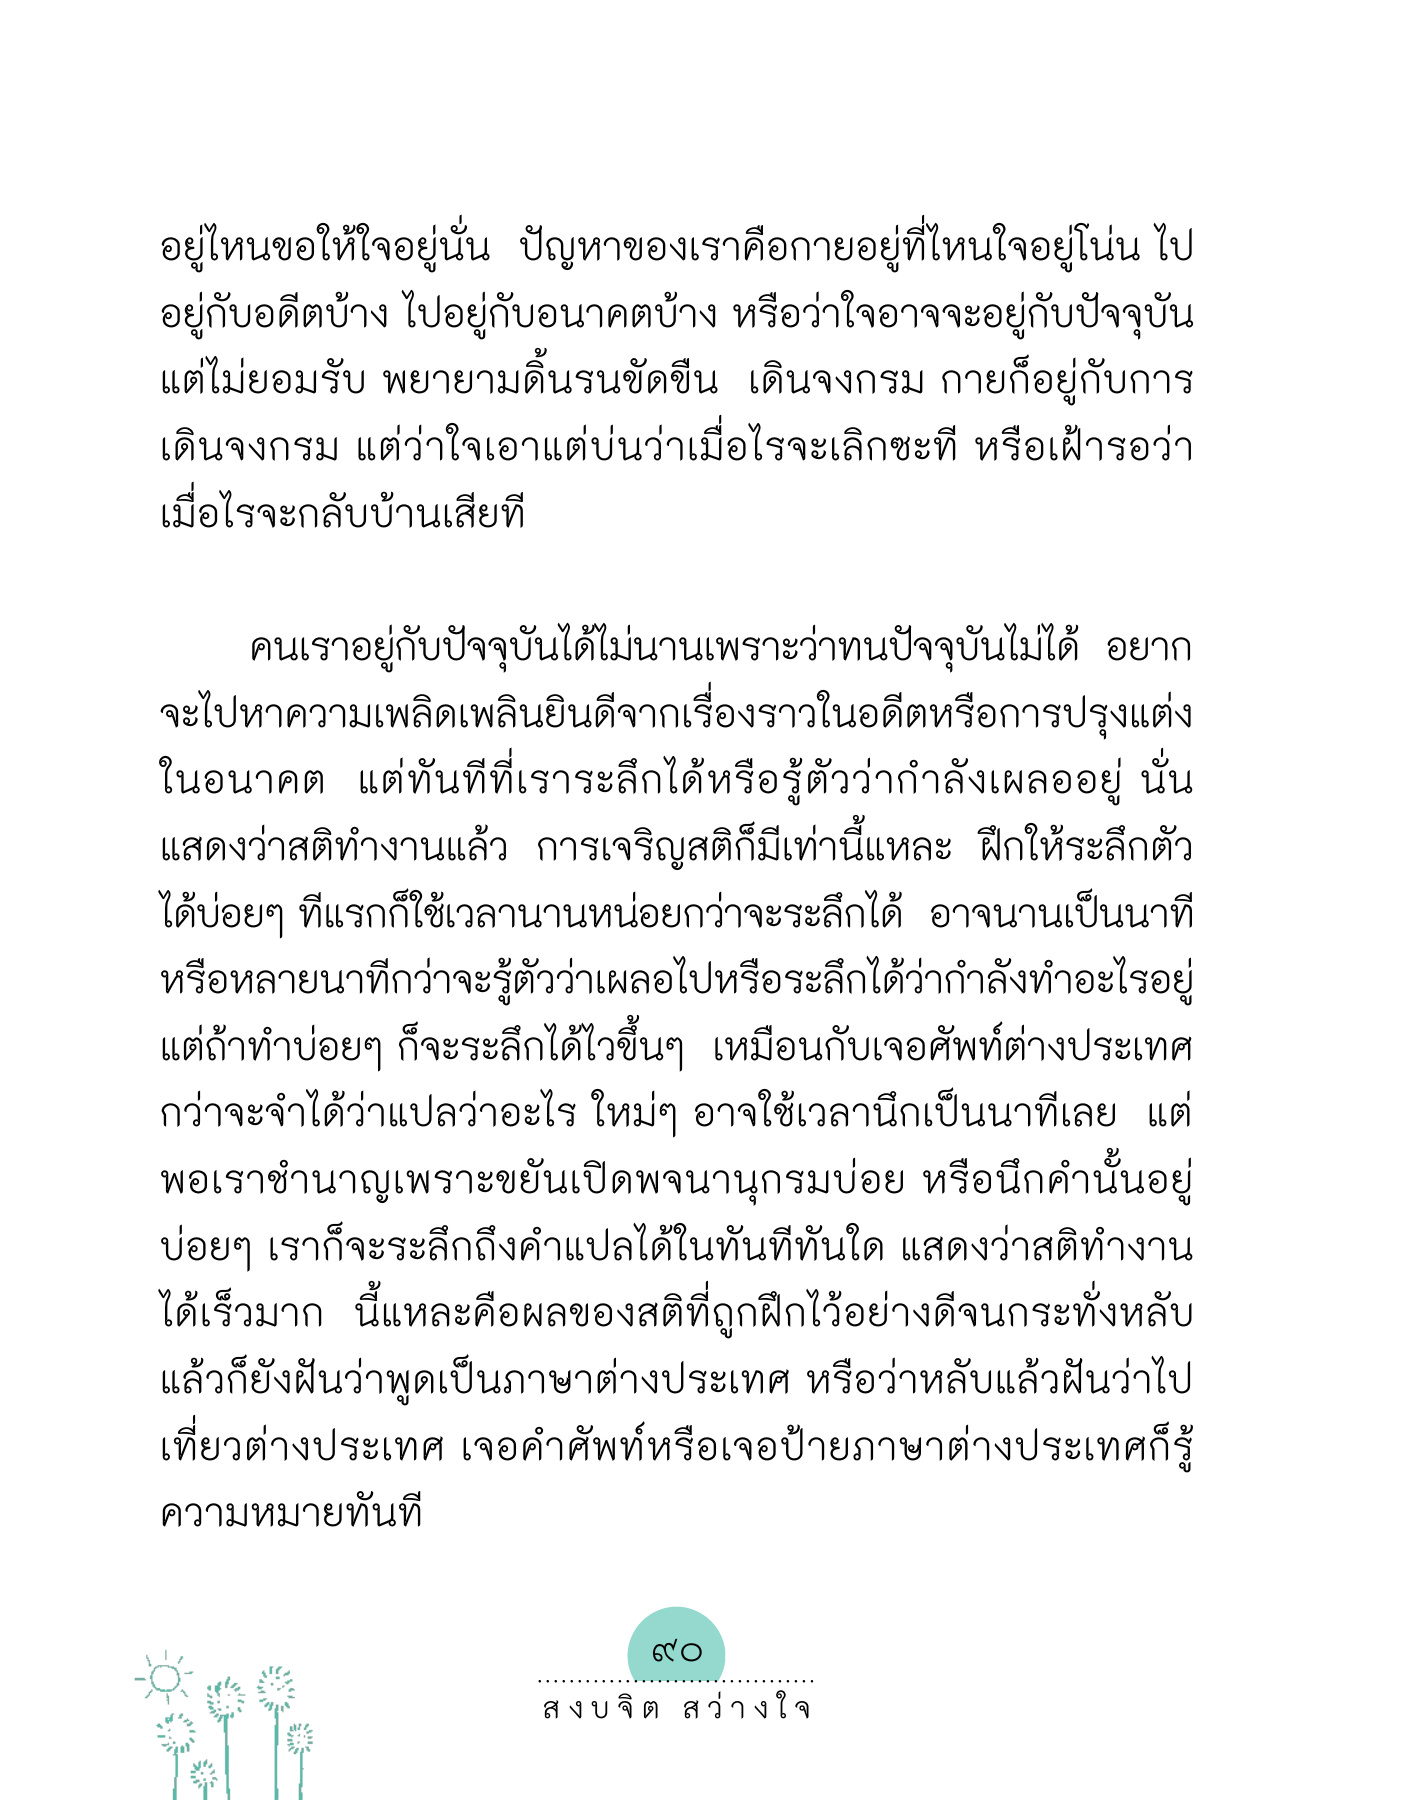 อยู่ไหนขอให้ใจอยู่นั่น ปัญหาของเราคือกายอยู่ที่ไหนใจอยู่โน่น ไป
อยู่กับอดีตบ้าง ไปอยู่กับอนาคตบ้าง หรือว่าใจอาจจะอยู่กับปัจจุบัน
แต่ไม่ยอมรับ พยายามดิ้นรนขัดขืน เดินจงกรม กายก็อยู่กับการ
เดินจงกรม แต่ว่าใจเอาแต่บ่นว่าเมื่อไรจะเลิกซะที หรือเฝ้ารอว่า
เมื่อไรจะกลับบ้านเสียที
คนเราอยู่กับปัจจุบันได้ไม่นานเพราะว่าทนปัจจุบันไม่ได้ อยาก
จะไปหาความเพลิดเพลินยินดีจากเรื่องราวในอดีตหรือการปรุงแต่ง
ในอนาคต แต่ทันทีที่เราระลึกได้หรือรู้ตัวว่ากำลังเผลออยู่ นั่น
แสดงว่าสติทำงานแล้ว การเจริญสติก็มีเท่านี้แหละ ฝึกให้ระลึกตัว
ได้บ่อยๆ ทีแรกก็ใช้เวลานานหน่อยกว่าจะระลึกได้ อาจนานเป็นนาที
หรือหลายนาทีกว่าจะรู้ตัวว่าเผลอไปหรือระลึกได้ว่ากำลังทำอะไรอยู่
แต่ถ้าทำบ่อยๆ ก็จะระลึกได้ไวขึ้นๆ เหมือนกับเจอศัพท์ต่างประเทศ
กว่าจะจำได้ว่าแปลว่าอะไร ใหม่ๆ อาจใช้เวลานึกเป็นนาทีเลย แต่
พอเราชำนาญเพราะขยันเปิดพจนานุกรมบ่อย หรือนึกคำนั้นอยู่
บ่อยๆ เราก็จะระลึกถึงคำแปลได้ในทันทีทันใด แสดงว่าสติทำงาน
ได้เร็วมาก นี้แหละคือผลของสติที่ถูกฝึกไว้อย่างดีจนกระทั่งหลับ
แล้วก็ยังฝันว่าพูดเป็นภาษาต่างประเทศ หรือว่าหลับแล้วฝันว่าไป
เที่ยวต่างประเทศ เจอคำศัพท์หรือเจอป้ายภาษาต่างประเทศก็รู้
ความหมายทันที
๙๐
สงบจิต สว่างใจ